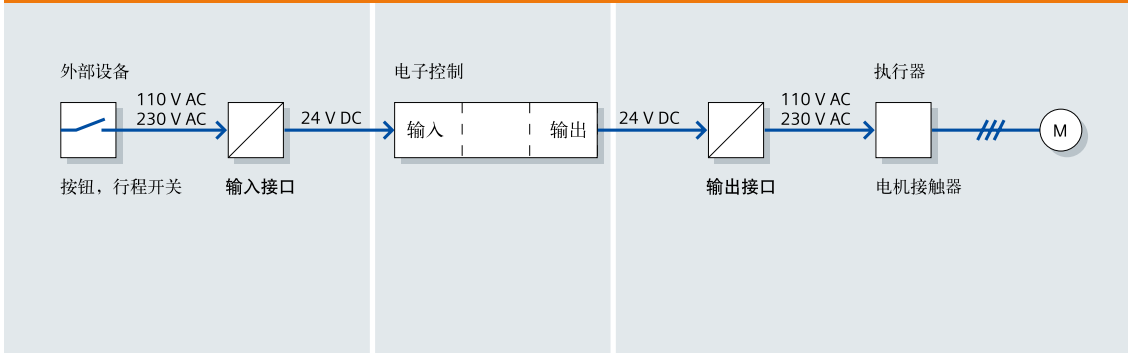 外部设备
110 V AC
230 V AC
按钮，行程开关
输入接口
24 V DC
电子控制
输入
输出
24 V DC
输出接口
110 V AC
230 V AC
执行器
电机接触器
M